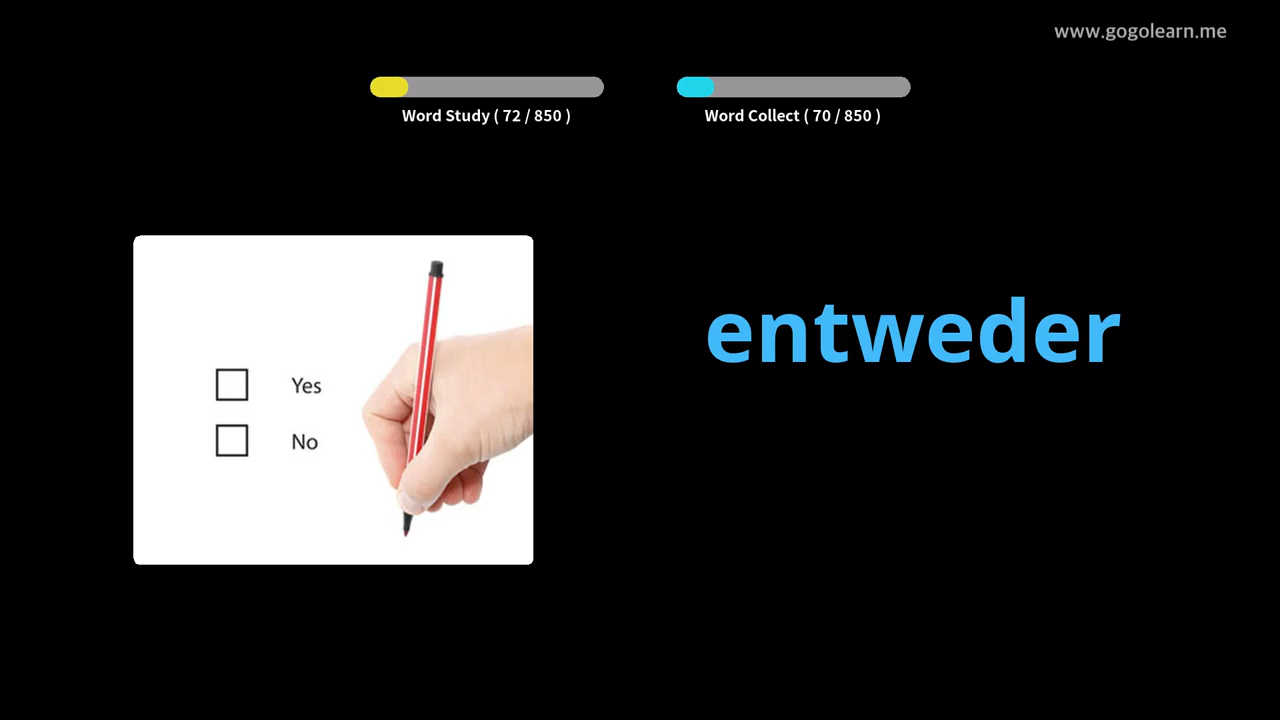 www.gogolearn.me
Word Study ( 72 / 850 )
Word Collect ( 70 / 850 )
entweder
Yes
No